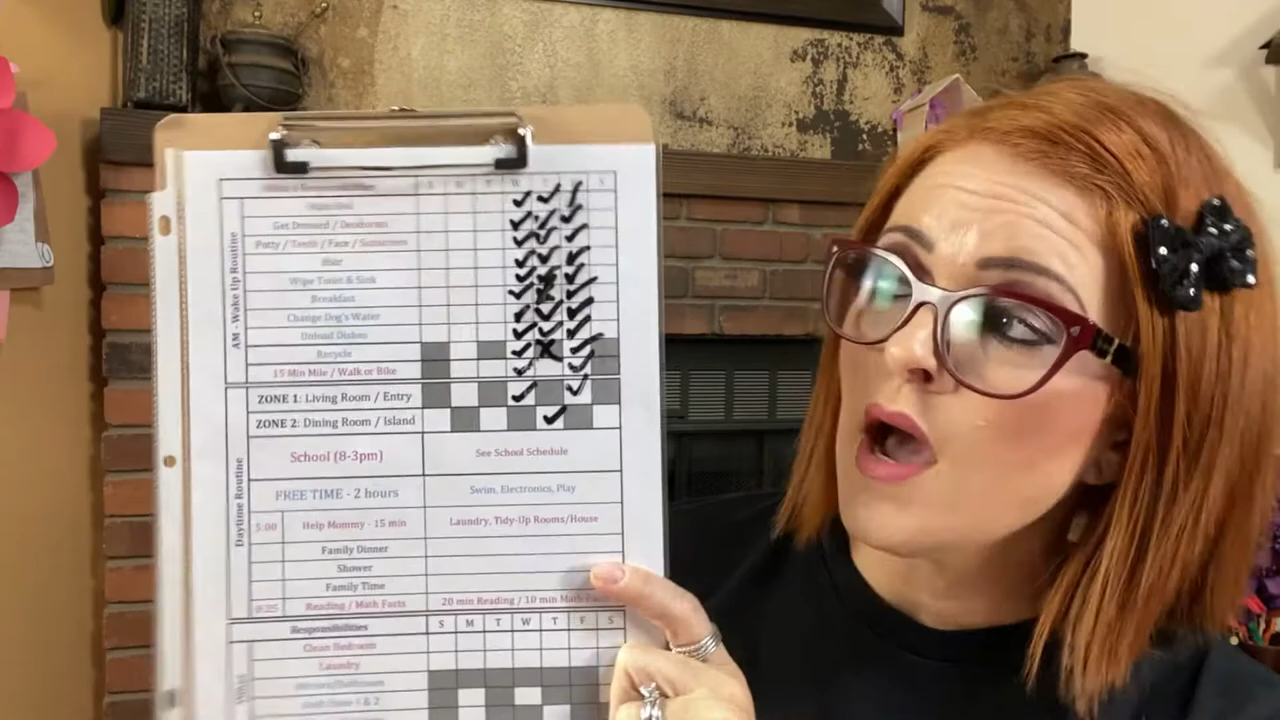 S M T W T F S
AM - Wake Up Routine
Get Dressed / Deodorant
Potty / Teeth / Face / Sunscreen
Hair
Wipe Toilet & Sink
Breakfast
Change Dog's Water
Unload Dishes
Recycle
15 Min Mile / Walk or Bike
Daytime Routine
ZONE 1: Living Room / Entry
ZONE 2: Dining Room / Island
School (8-3pm) See School Schedule
FREE TIME - 2 hours Swim, Electronics, Play
5:00 Help Mommy - 15 min Laundry, Tidy-Up Rooms/House
Family Dinner
Shower
Family Time
Reading / Math Facts 20 min Reading / 10 min Math
Responsibilities S M T W T F S
Clean Bedroom
Laundry